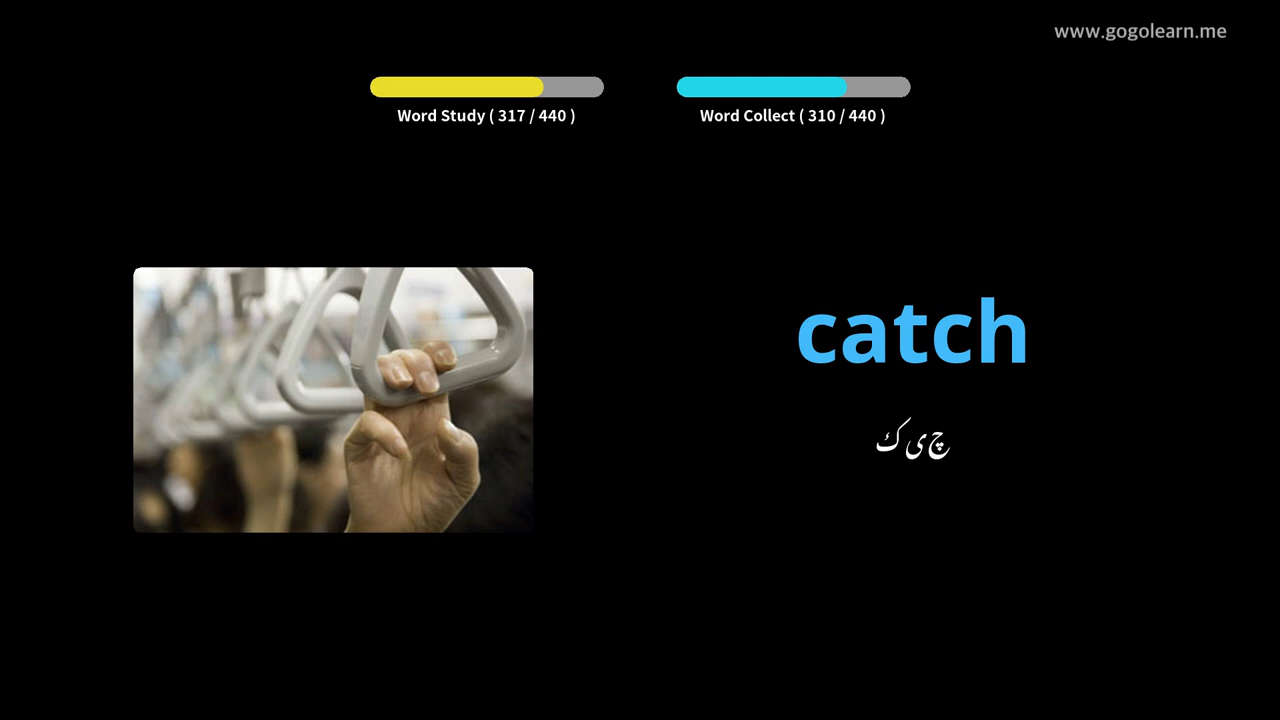 www.gogolearn.me
Word Study ( 317 / 440 )
Word Collect ( 310 / 440 )
catch
چ ی ک